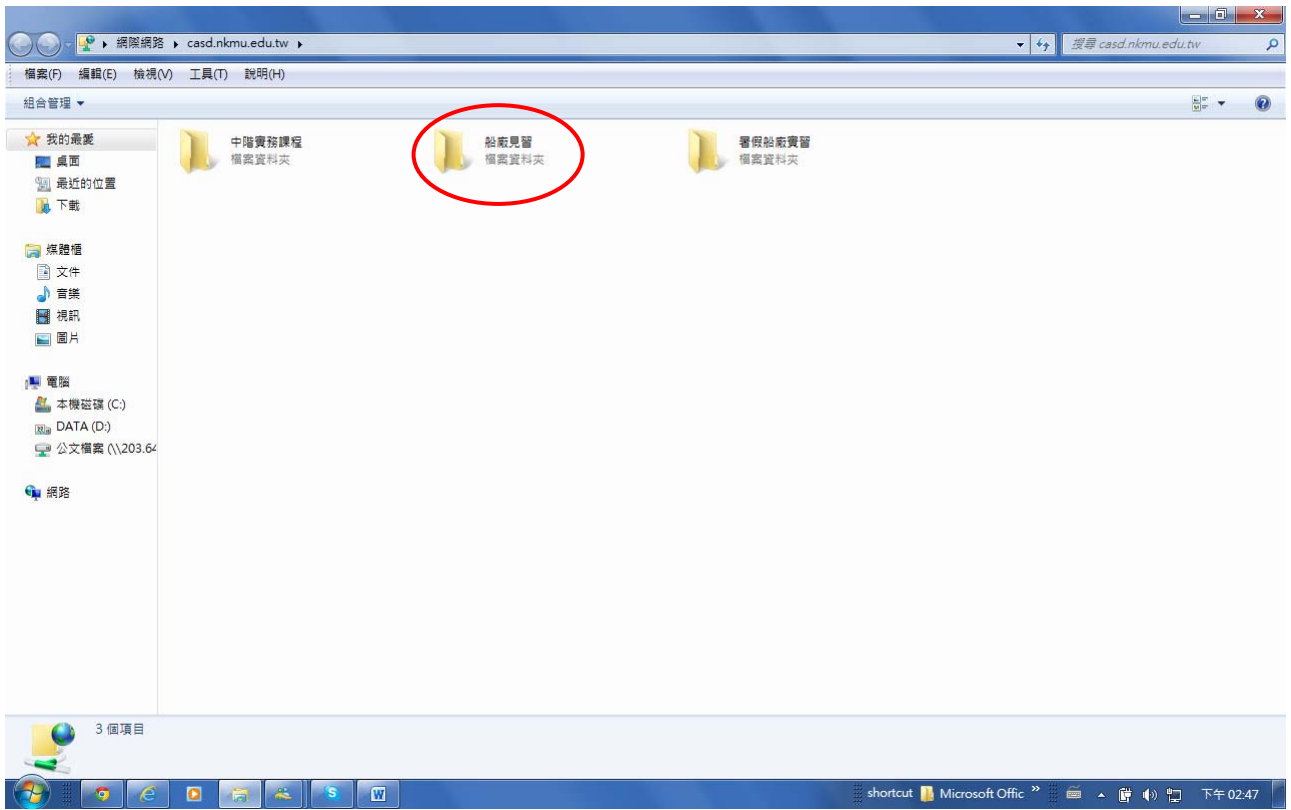 網際網路 ▸ casd.nkmu.edu.tw ▸
搜尋 casd.nkmu.edu.tw
檔案(F) 編輯(E) 檢視(V) 工具(T) 說明(H)
組合管理
我的最愛
桌面
最近的位置
下載
媒體櫃
文件
音樂
視訊
圖片
電腦
本機磁碟 (C:)
DATA (D:)
公文檔案 (\\203.64
網路
中階實務課程
檔案資料夾
船廠見習
檔案資料夾
暑假船廠實習
檔案資料夾
3 個項目
shortcut Microsoft Offic »
下午 02:47